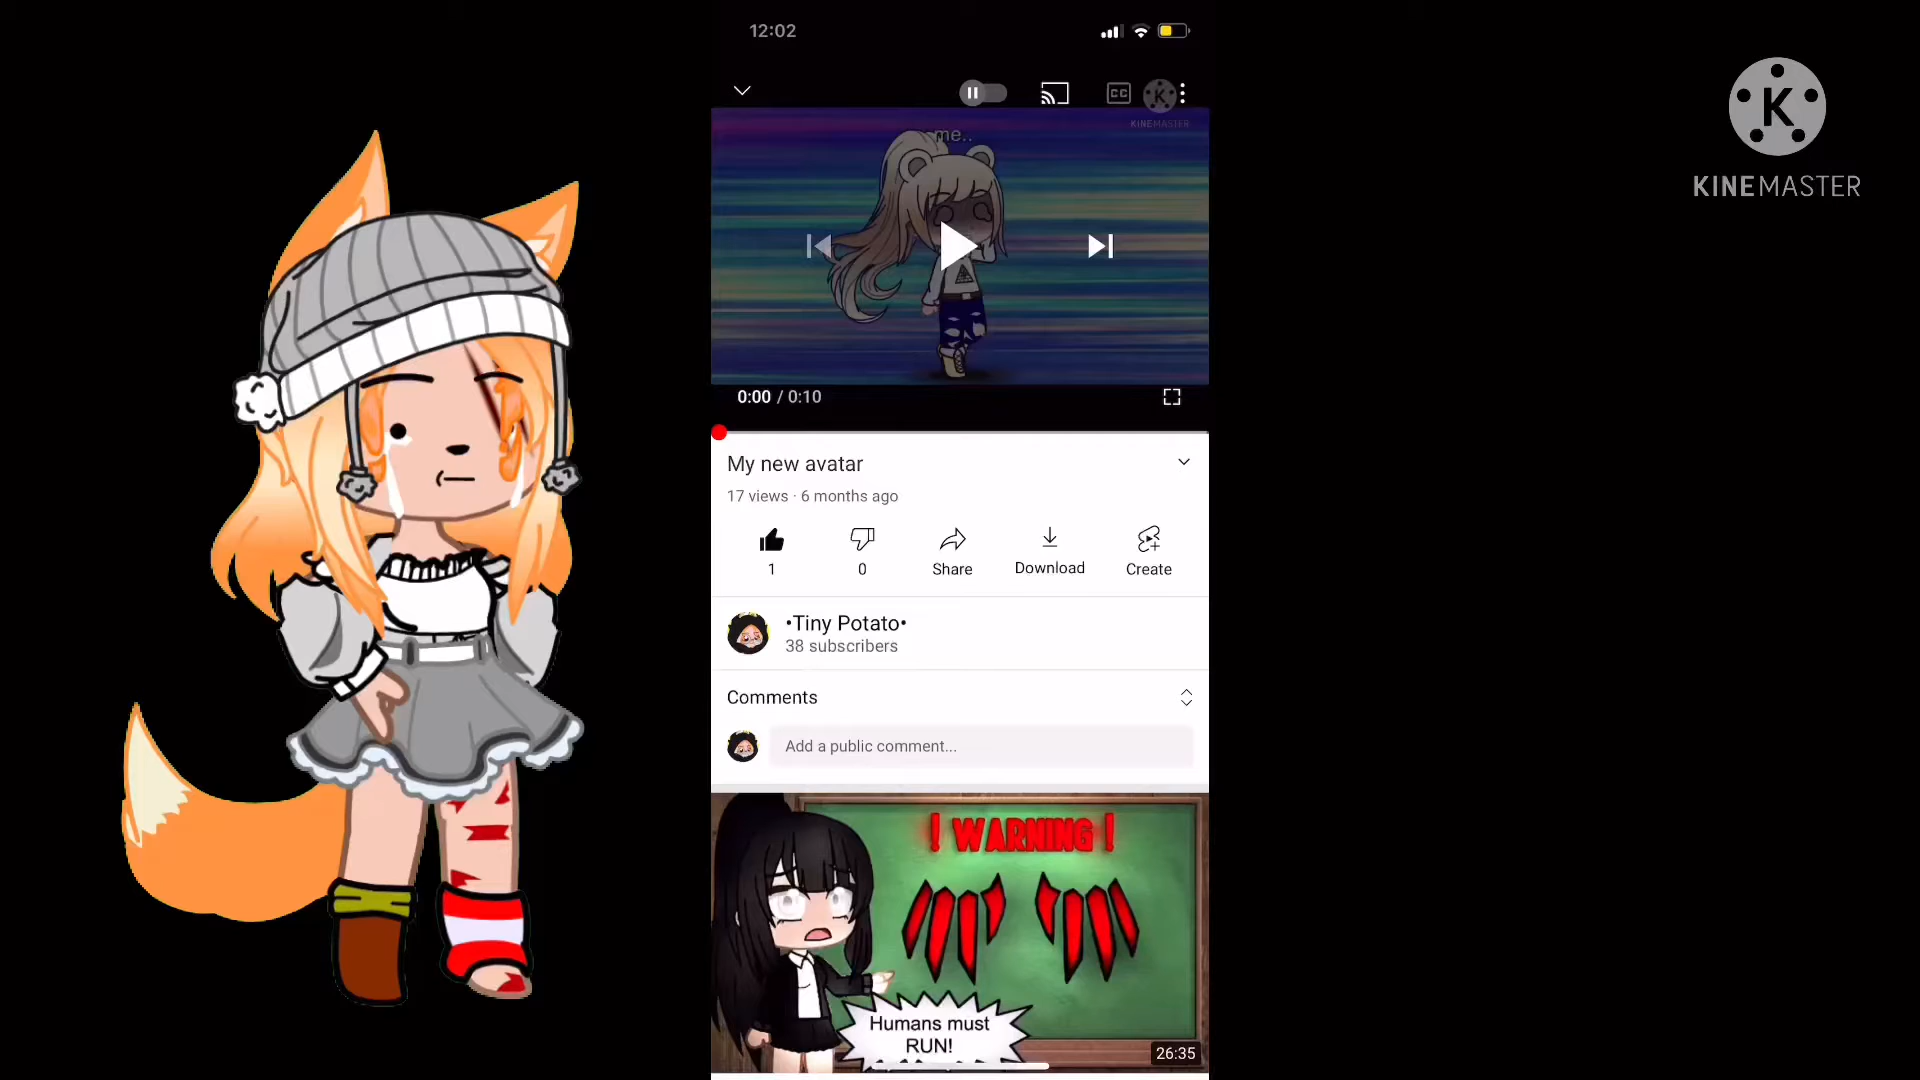 12:02
CC
K
KINEMASTER
me..
0:00 / 0:10
My new avatar
17 views · 6 months ago
1
0
Share
Download
Create
•Tiny Potato•
38 subscribers
Comments
Add a public comment...
! WARNING !
Humans must
RUN!
26:35
K
KINEMASTER